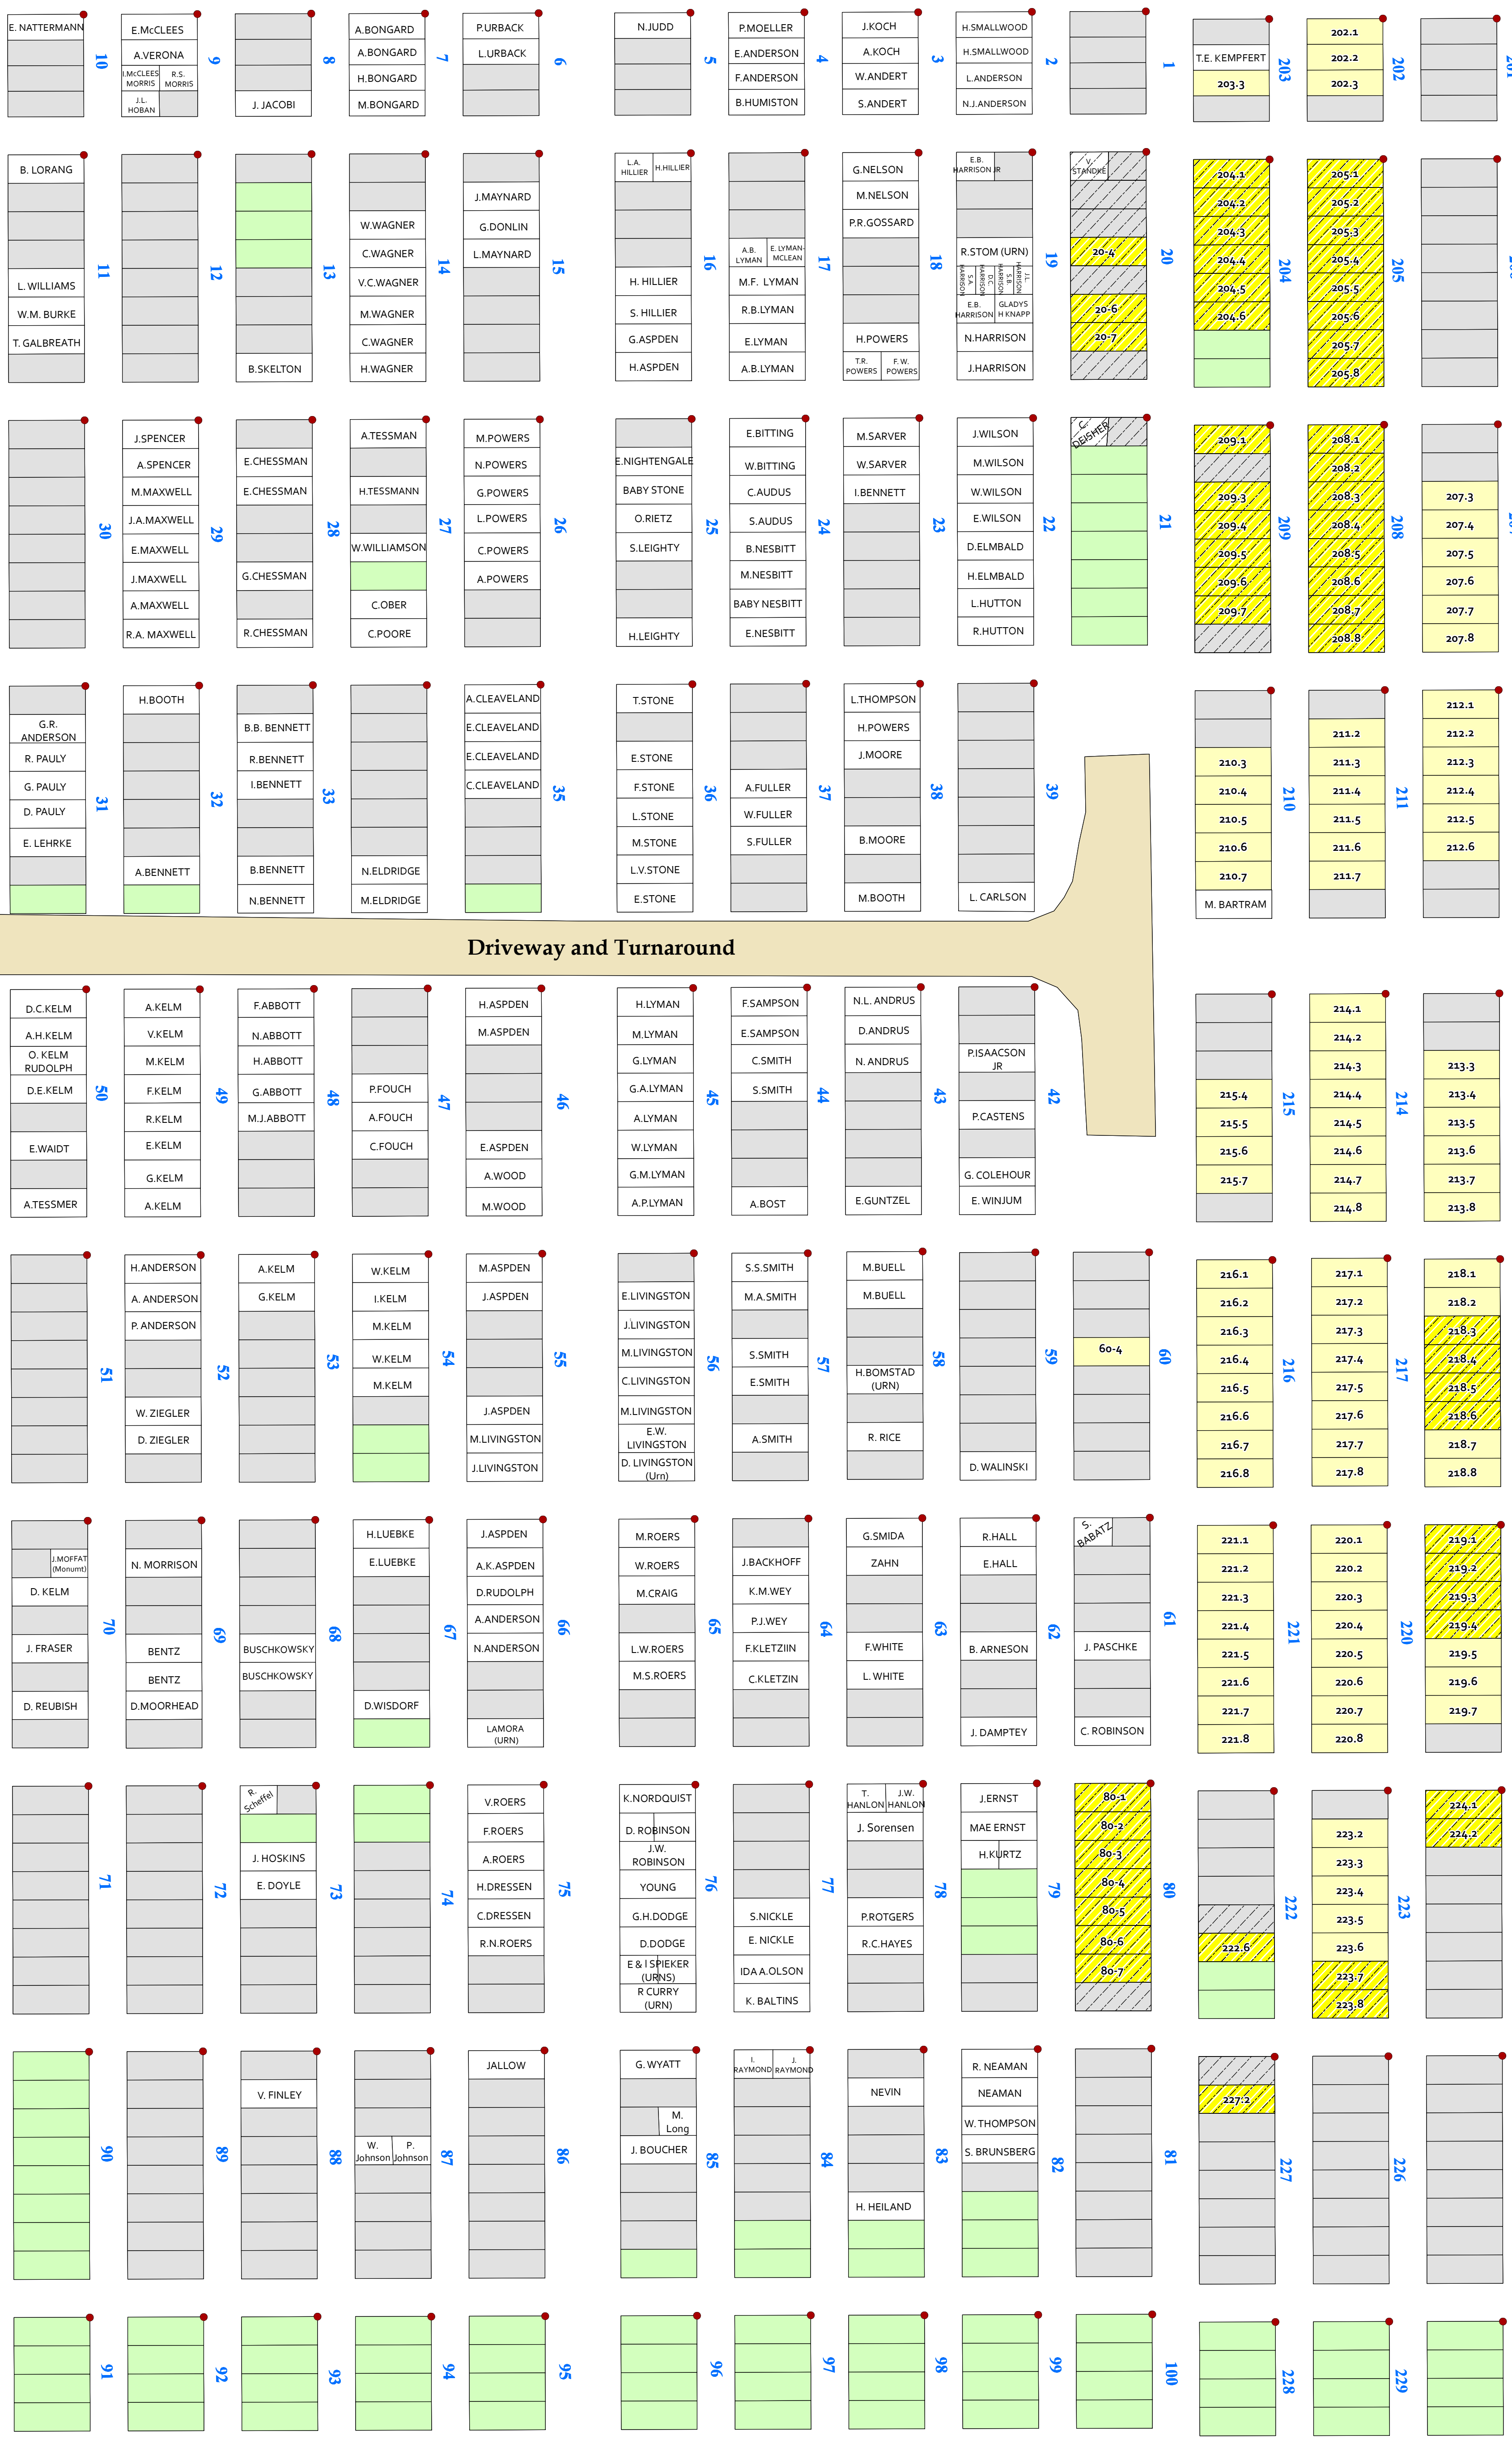 E. NATTERMANN
10
E.McCLEES
A.VERONA
I.McCLEES
MORRIS
R.S.
MORRIS
J.L.
HOBAN
9
J. JACOBI
8
A.BONGARD
A.BONGARD
H.BONGARD
M.BONGARD
7
P.URBACK
L.URBACK
6
N.JUDD
5
P.MOELLER
E.ANDERSON
F.ANDERSON
B.HUMISTON
4
J.KOCH
A.KOCH
W.ANDERT
S.ANDERT
3
H.SMALLWOOD
H.SMALLWOOD
L.ANDERSON
N.J.ANDERSON
2
1
T.E. KEMPFERT
203.3
203
202.1
202.2
202.3
202
B. LORANG
L. WILLIAMS
W.M. BURKE
T. GALBREATH
11
12
B.SKELTON
13
W.WAGNER
C.WAGNER
V.C.WAGNER
M.WAGNER
C.WAGNER
H.WAGNER
14
J.MAYNARD
G.DONLIN
L.MAYNARD
15
L.A.
HILLIER
H.HILLIER
H. HILLIER
S. HILLIER
G.ASPDEN
H.ASPDEN
16
A.B.
LYMAN
E. LYMAN-
MCLEAN
M.F. LYMAN
R.B.LYMAN
E.LYMAN
A.B.LYMAN
17
G.NELSON
M.NELSON
P.R.GOSSARD
H.POWERS
T.R.
POWERS
F.W.
POWERS
18
E.B.
HARRISON JR
R.STOM (URN)
S.A.
HARRISON
D.C.
HARRISON
S.B.
HARRISON
J.L.
HARRISON
E.B.
HARRISON
GLADYS
H KNAPP
N.HARRISON
J.HARRISON
19
V.
STANDKE
20-4
20-6
20-7
20
204.1
204.2
204.3
204.4
204.5
204.6
204
205.1
205.2
205.3
205.4
205.5
205.6
205.7
205.8
205
30
J.SPENCER
A.SPENCER
M.MAXWELL
J.A.MAXWELL
E.MAXWELL
J.MAXWELL
A.MAXWELL
R.A. MAXWELL
29
E.CHESSMAN
E.CHESSMAN
G.CHESSMAN
R.CHESSMAN
28
A.TESSMAN
H.TESSMANN
W.WILLIAMSON
C.OBER
C.POORE
27
M.POWERS
N.POWERS
G.POWERS
L.POWERS
C.POWERS
A.POWERS
26
E.NIGHTENGALE
BABY STONE
O.RIETZ
S.LEIGHTY
H.LEIGHTY
25
E.BITTING
W.BITTING
C.AUDUS
S.AUDUS
B.NESBITT
M.NESBITT
BABY NESBITT
E.NESBITT
24
M.SARVER
W.SARVER
I.BENNETT
23
J.WILSON
M.WILSON
W.WILSON
E.WILSON
D.ELMBALD
H.ELMBALD
L.HUTTON
R.HUTTON
22
C.
DEISHER
21
209.1
209.3
209.4
209.5
209.6
209.7
209
208.1
208.2
208.3
208.4
208.5
208.6
208.7
208.8
208
207.3
207.4
207.5
207.6
207.7
207.8
G.R.
ANDERSON
R. PAULY
G. PAULY
D. PAULY
E. LEHRKE
31
H.BOOTH
A.BENNETT
32
B.B. BENNETT
R.BENNETT
I.BENNETT
B.BENNETT
N.BENNETT
33
N.ELDRIDGE
M.ELDRIDGE
A.CLEAVELAND
E.CLEAVELAND
E.CLEAVELAND
C.CLEAVELAND
35
T.STONE
E.STONE
F.STONE
L.STONE
M.STONE
L.V.STONE
E.STONE
36
A.FULLER
W.FULLER
S.FULLER
37
L.THOMPSON
H.POWERS
J.MOORE
B.MOORE
M.BOOTH
38
L. CARLSON
39
210.3
210.4
210.5
210.6
210.7
M. BARTRAM
210
211.2
211.3
211.4
211.5
211.6
211.7
211
212.1
212.2
212.3
212.4
212.5
212.6
Driveway and Turnaround
D.C.KELM
A.H.KELM
O. KELM
RUDOLPH
D.E.KELM
E.WAIDT
A.TESSMER
50
A.KELM
V.KELM
M.KELM
F.KELM
R.KELM
E.KELM
G.KELM
A.KELM
49
F.ABBOTT
N.ABBOTT
H.ABBOTT
G.ABBOTT
M.J.ABBOTT
48
P.FOUCH
A.FOUCH
C.FOUCH
47
H.ASPDEN
M.ASPDEN
E.ASPDEN
A.WOOD
M.WOOD
46
H.LYMAN
M.LYMAN
G.LYMAN
G.A.LYMAN
A.LYMAN
W.LYMAN
G.M.LYMAN
A.P.LYMAN
45
F.SAMPSON
E.SAMPSON
C.SMITH
S.SMITH
A.BOST
44
N.L. ANDRUS
D.ANDRUS
N. ANDRUS
E.GUNTZEL
43
P.ISAACSON
JR
P.CASTENS
G. COLEHOUR
E. WINJUM
42
215.4
215.5
215.6
215.7
215
214.1
214.2
214.3
214.4
214.5
214.6
214.7
214.8
214
213.3
213.4
213.5
213.6
213.7
213.8
51
H.ANDERSON
A. ANDERSON
P. ANDERSON
W. ZIEGLER
D. ZIEGLER
52
A.KELM
G.KELM
53
W.KELM
I.KELM
M.KELM
W.KELM
M.KELM
54
M.ASPDEN
J.ASPDEN
J.ASPDEN
M.LIVINGSTON
J.LIVINGSTON
55
E.LIVINGSTON
J.LIVINGSTON
M.LIVINGSTON
C.LIVINGSTON
M.LIVINGSTON
E.W.
LIVINGSTON
D. LIVINGSTON
(Urn)
56
S.S.SMITH
M.A.SMITH
S.SMITH
E.SMITH
A.SMITH
57
M.BUELL
M.BUELL
H.BOMSTAD
(URN)
R. RICE
58
D. WALINSKI
59
60-4
60
216.1
216.2
216.3
216.4
216.5
216.6
216.7
216.8
216
217.1
217.2
217.3
217.4
217.5
217.6
217.7
217.8
217
218.1
218.2
218.3
218.4
218.5
218.6
218.7
218.8
J.MOFFAT
(Monumt)
D. KELM
J. FRASER
D. REUBISH
70
N. MORRISON
BENTZ
BENTZ
D.MOORHEAD
69
BUSCHKOWSKY
BUSCHKOWSKY
68
H.LUEBKE
E.LUEBKE
D.WISDORF
67
J.ASPDEN
A.K.ASPDEN
D.RUDOLPH
A.ANDERSON
N.ANDERSON
LAMORA
(URN)
66
M.ROERS
W.ROERS
M.CRAIG
L.W.ROERS
M.S.ROERS
65
J.BACKHOFF
K.M.WEY
P.J.WEY
F.KLETZIIN
C.KLETZIN
64
G.SMIDA
ZAHN
F.WHITE
L. WHITE
63
R.HALL
E.HALL
B. ARNESON
J. DAMPTEY
62
S.
BABATZ
J. PASCHKE
C. ROBINSON
61
221.1
221.2
221.3
221.4
221.5
221.6
221.7
221.8
221
220.1
220.2
220.3
220.4
220.5
220.6
220.7
220.8
220
219.1
219.2
219.3
219.4
219.5
219.6
219.7
71
72
R.
Scheffel
J. HOSKINS
E. DOYLE
73
74
V.ROERS
F.ROERS
A.ROERS
H.DRESSEN
C.DRESSEN
R.N.ROERS
75
K.NORDQUIST
D. ROBINSON
J.W.
ROBINSON
YOUNG
G.H.DODGE
D.DODGE
E & I SPIEKER
(URNS)
R CURRY
(URN)
76
S.NICKLE
E. NICKLE
IDA A.OLSON
K. BALTINS
77
T.
HANLON
J.W.
HANLON
J. Sorensen
P.ROTGERS
R.C.HAYES
78
J.ERNST
MAE ERNST
H.KURTZ
79
80-1
80-2
80-3
80-4
80-5
80-6
80-7
80
222.6
222
223.2
223.3
223.4
223.5
223.6
223.7
223.8
223
224.1
224.2
90
89
V. FINLEY
88
W.
Johnson
P.
Johnson
87
JALLOW
86
G. WYATT
M.
Long
J. BOUCHER
85
I.
RAYMOND
J.
RAYMOND
84
NEVIN
H. HEILAND
83
R. NEAMAN
NEAMAN
W. THOMPSON
S. BRUNSBERG
82
81
227.2
227
226
91
92
93
94
95
96
97
98
99
100
228
229